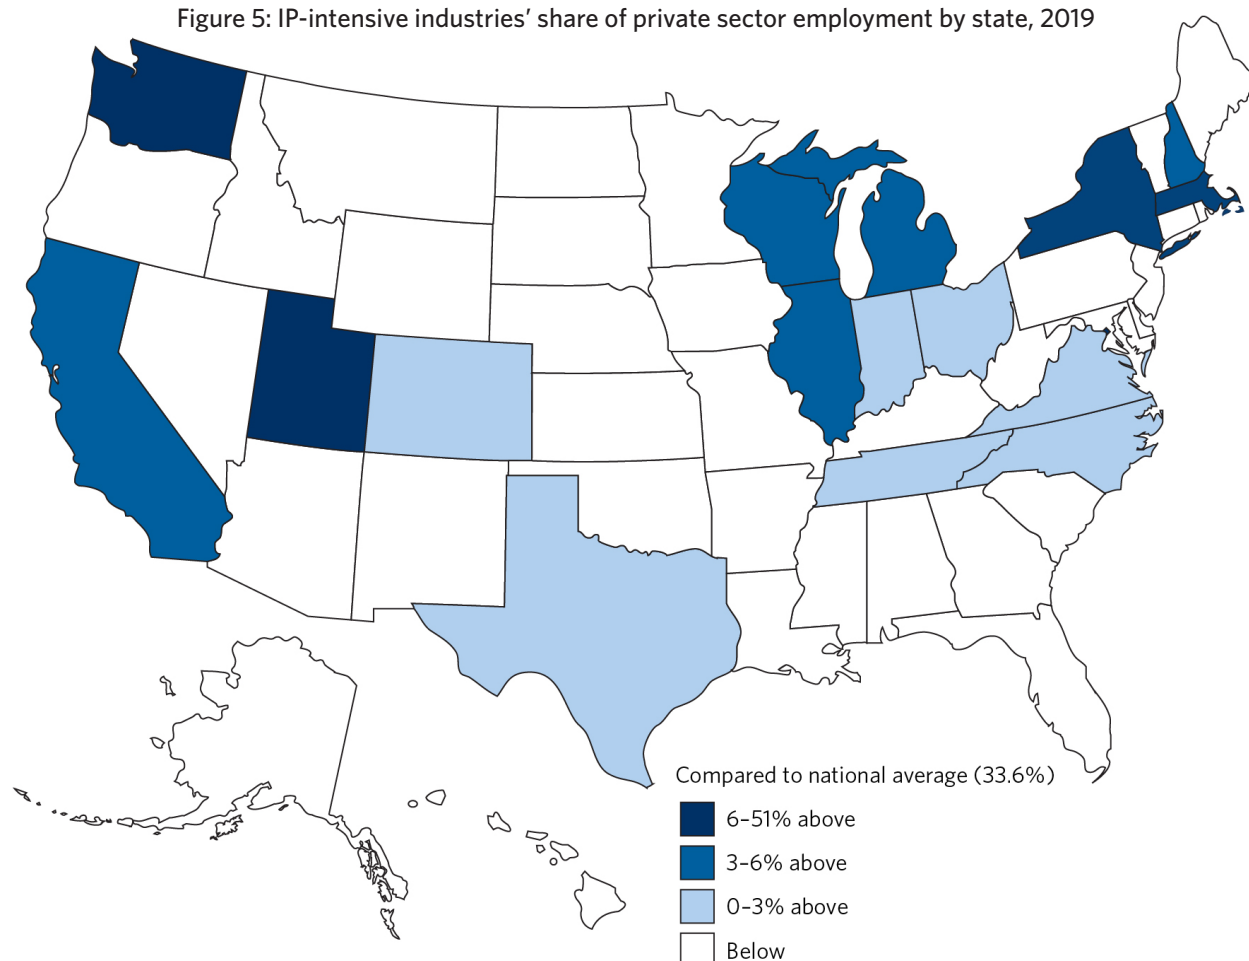 Figure 5: IP-intensive industries’ share of private sector employment by state, 2019
Compared to national average (33.6%)
6–51% above
3–6% above
0–3% above
Below